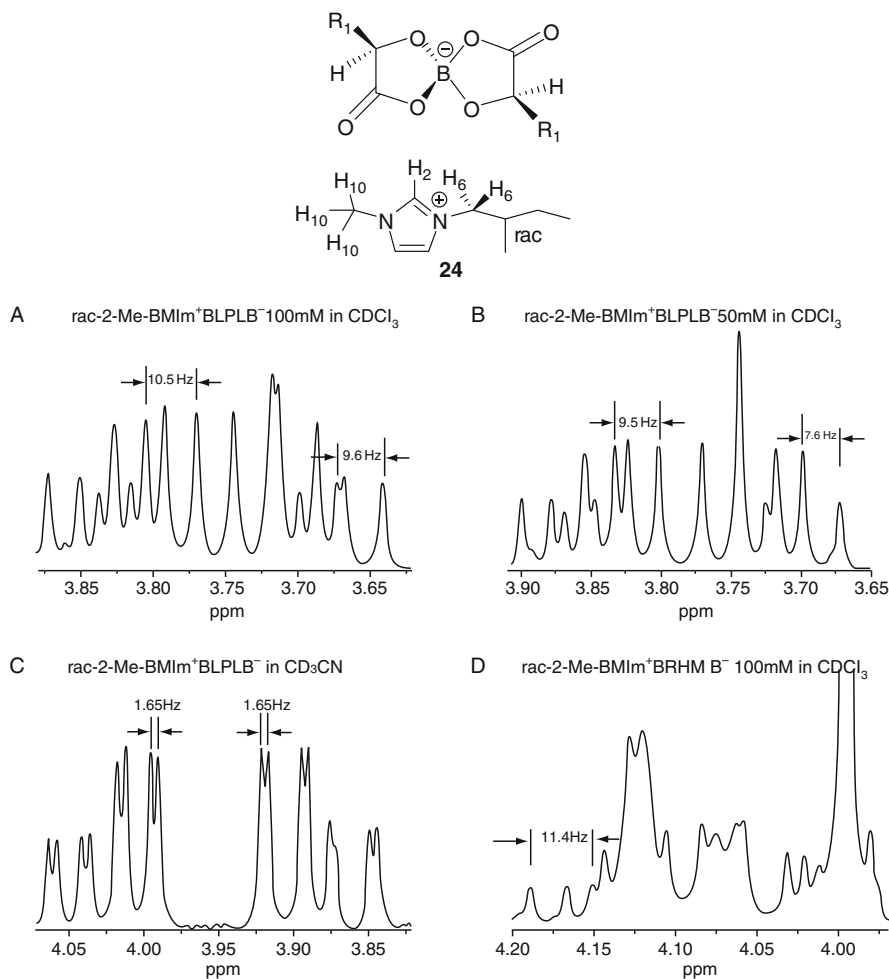 R1
O
O
O
H
B
⊖
H
O
O
O
R1
H10
H2
H6
H6
H10
N
N
⊕
H10
rac
24
A rac-2-Me-BMIm+BLPLB−100mM in CDCl3
10.5 Hz
9.6 Hz
3.85 3.80 3.75 3.70 3.65
ppm
B rac-2-Me-BMIm+BLPLB−50mM in CDCl3
9.5 Hz
7.6 Hz
3.90 3.85 3.80 3.75 3.70 3.65
ppm
C rac-2-Me-BMIm+BLPLB− in CD3CN
1.65Hz
1.65Hz
4.05 4.00 3.95 3.90 3.85
ppm
D rac-2-Me-BMIm+BRHM B− 100mM in CDCl3
11.4Hz
4.20 4.15 4.10 4.05 4.00
ppm